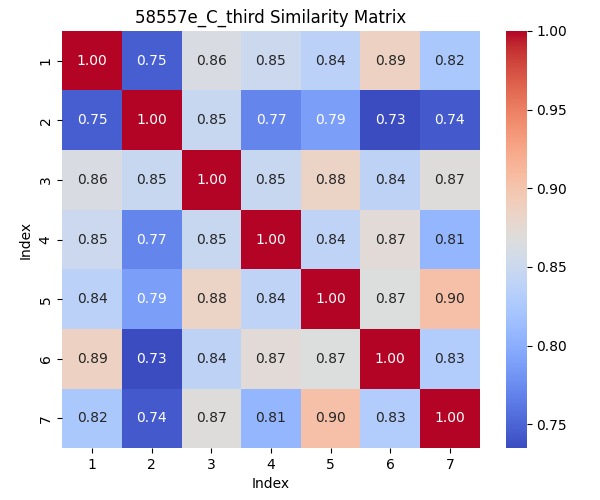 58557e_C_third Similarity Matrix
1 1.00 0.75 0.86 0.85 0.84 0.89 0.82
2 0.75 1.00 0.85 0.77 0.79 0.73 0.74
3 0.86 0.85 1.00 0.85 0.88 0.84 0.87
4 0.85 0.77 0.85 1.00 0.84 0.87 0.81
5 0.84 0.79 0.88 0.84 1.00 0.87 0.90
6 0.89 0.73 0.84 0.87 0.87 1.00 0.83
7 0.82 0.74 0.87 0.81 0.90 0.83 1.00
1 2 3 4 5 6 7
Index
Index
1.00
0.95
0.90
0.85
0.80
0.75